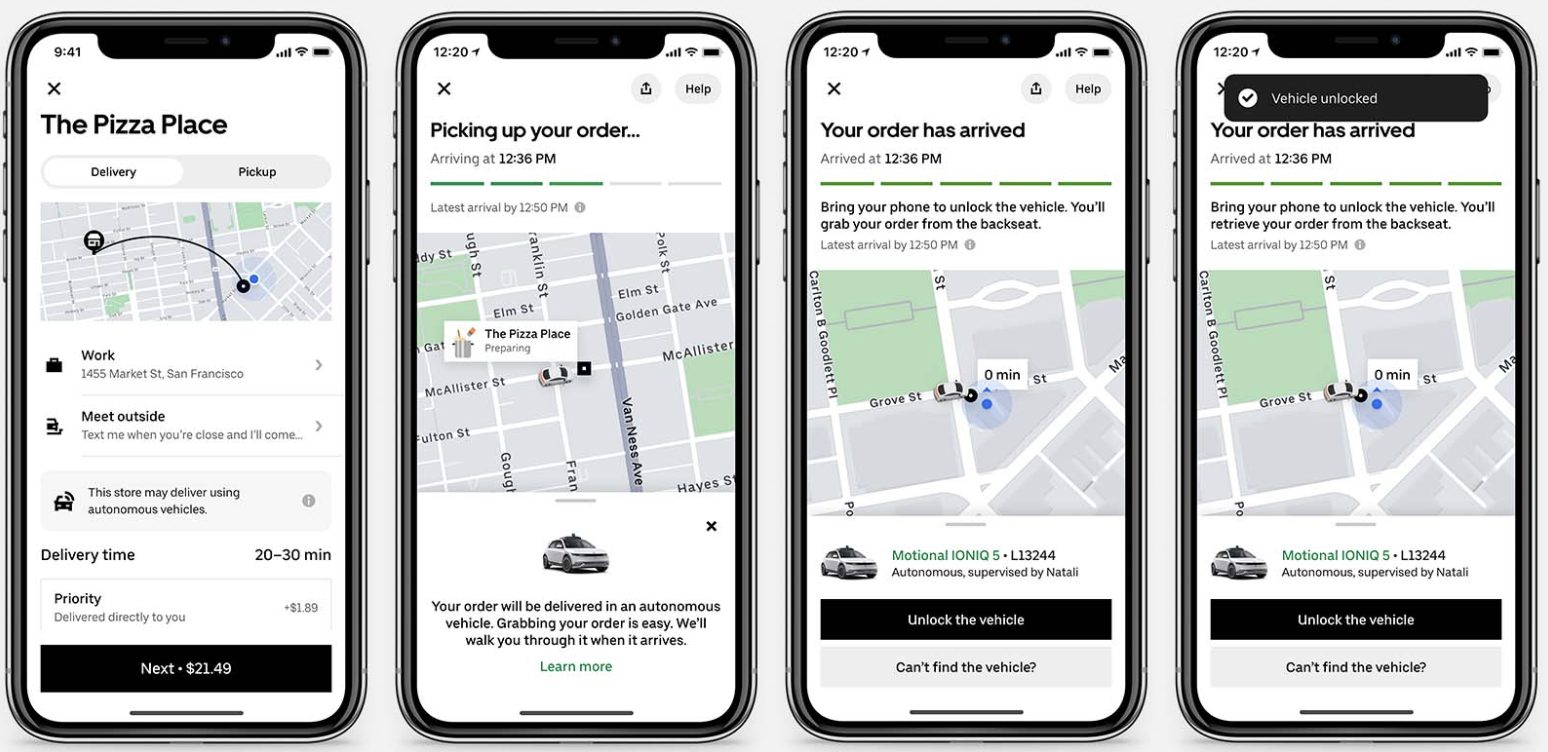 9:41
The Pizza Place
Delivery
Pickup
Work
1455 Market St, San Francisco
Meet outside
Text me when you're close and I'll come...
This store may deliver using
autonomous vehicles.
Delivery time
20–30 min
Priority
Delivered directly to you
+$1.89
Next • $21.49
12:20
Help
Picking up your order...
Arriving at 12:36 PM
Latest arrival by 12:50 PM
ddy St
ugh St
ranklin St
Polk St
Elm St
Elm St
Golden Gate Ave
The Pizza Place
Preparing
Gat
McAllister
McAllister St
Fulton St
Van Ness Ave
Gough
Fran
Hayes St
Your order will be delivered in an autonomous
vehicle. Grabbing your order is easy. We'll
walk you through it when it arrives.
Learn more
12:20
Help
Your order has arrived
Arrived at 12:36 PM
Bring your phone to unlock the vehicle. You'll
grab your order from the backseat.
Latest arrival by 12:50 PM
Carlton B Goodlett Pl
St
0 min
Grove St
St
Ma
Po
Motional IONIQ 5 • L13244
Autonomous, supervised by Natali
Unlock the vehicle
Can't find the vehicle?
12:20
Vehicle unlocked
Your order has arrived
Arrived at 12:36 PM
Bring your phone to unlock the vehicle. You'll
retrieve your order from the backseat.
Latest arrival by 12:50 PM
Carlton B Goodlett Pl
St
0 min
Grove St
St
Ma
Po
Motional IONIQ 5 • L13244
Autonomous, supervised by Natali
Unlock the vehicle
Can't find the vehicle?